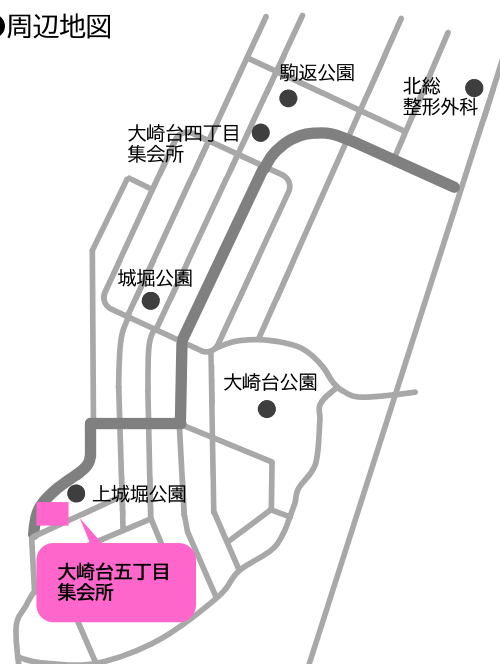 ●周辺地図
駒返公園
北総
整形外科
大崎台四丁目
集会所
城堀公園
大崎台公園
上城堀公園
大崎台五丁目
集会所